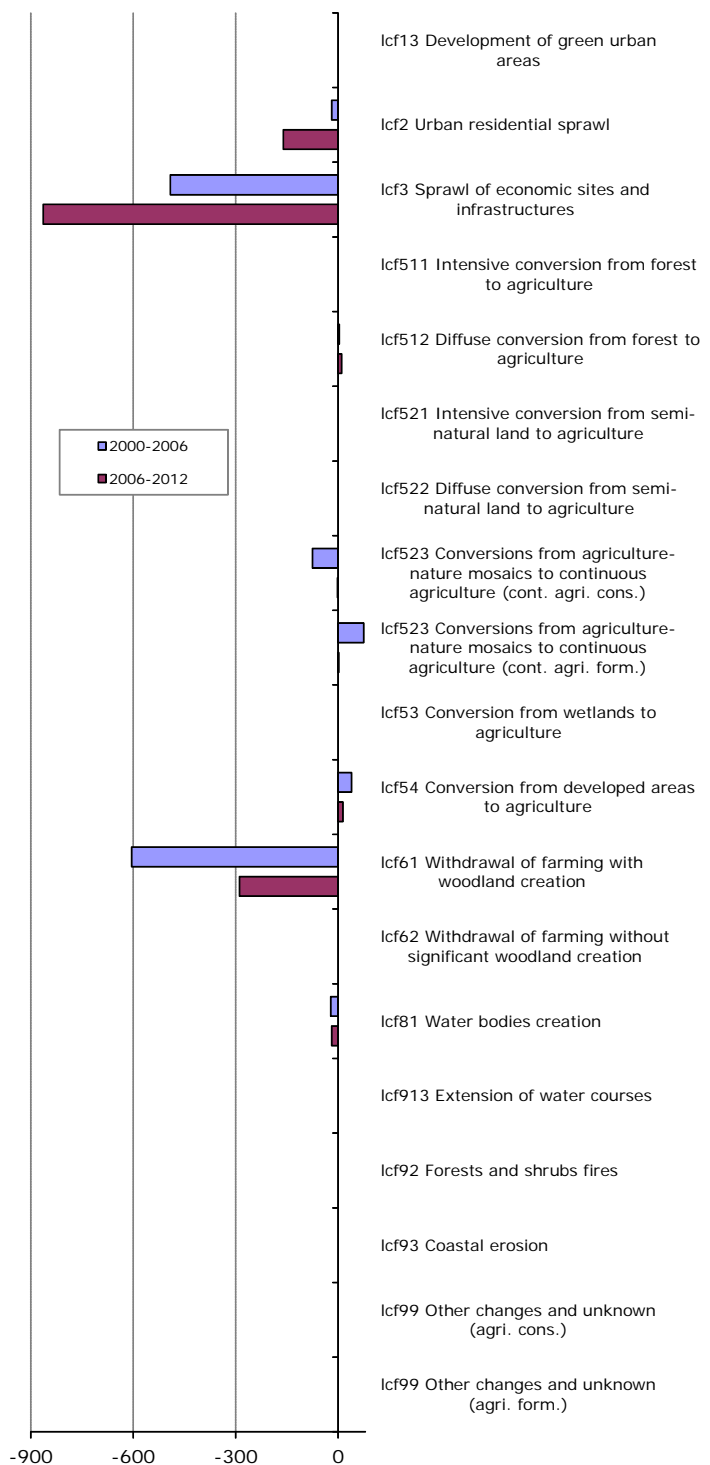 lcf13 Development of green urban
areas
lcf2 Urban residential sprawl
lcf3 Sprawl of economic sites and
infrastructures
lcf511 Intensive conversion from forest
to agriculture
lcf512 Diffuse conversion from forest to
agriculture
lcf521 Intensive conversion from semi-
natural land to agriculture
2000-2006
2006-2012
lcf522 Diffuse conversion from semi-
natural land to agriculture
lcf523 Conversions from agriculture-
nature mosaics to continuous
agriculture (cont. agri. cons.)
lcf523 Conversions from agriculture-
nature mosaics to continuous
agriculture (cont. agri. form.)
lcf53 Conversion from wetlands to
agriculture
lcf54 Conversion from developed areas
to agriculture
lcf61 Withdrawal of farming with
woodland creation
lcf62 Withdrawal of farming without
significant woodland creation
lcf81 Water bodies creation
lcf913 Extension of water courses
lcf92 Forests and shrubs fires
lcf93 Coastal erosion
lcf99 Other changes and unknown
(agri. cons.)
lcf99 Other changes and unknown
(agri. form.)
-900 -600 -300 0